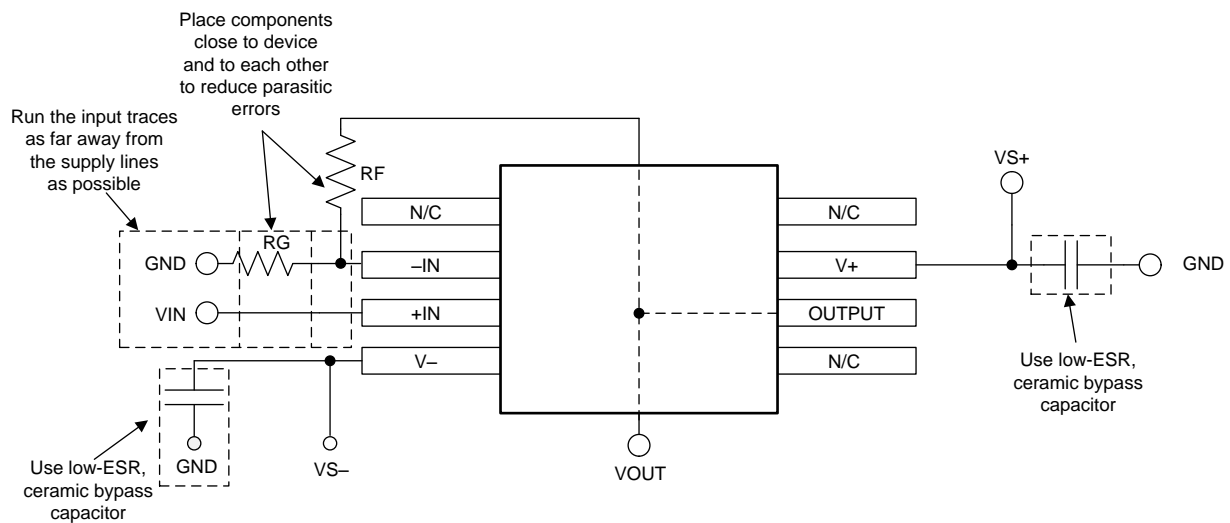 Place components
close to device
and to each other
to reduce parasitic
errors
Run the input traces
as far away from
the supply lines
as possible
RF
VS+
N/C
N/C
RG
GND
–IN
V+
GND
VIN
+IN
OUTPUT
V–
N/C
Use low-ESR,
ceramic bypass
capacitor
GND
VS–
VOUT
Use low-ESR,
ceramic bypass
capacitor